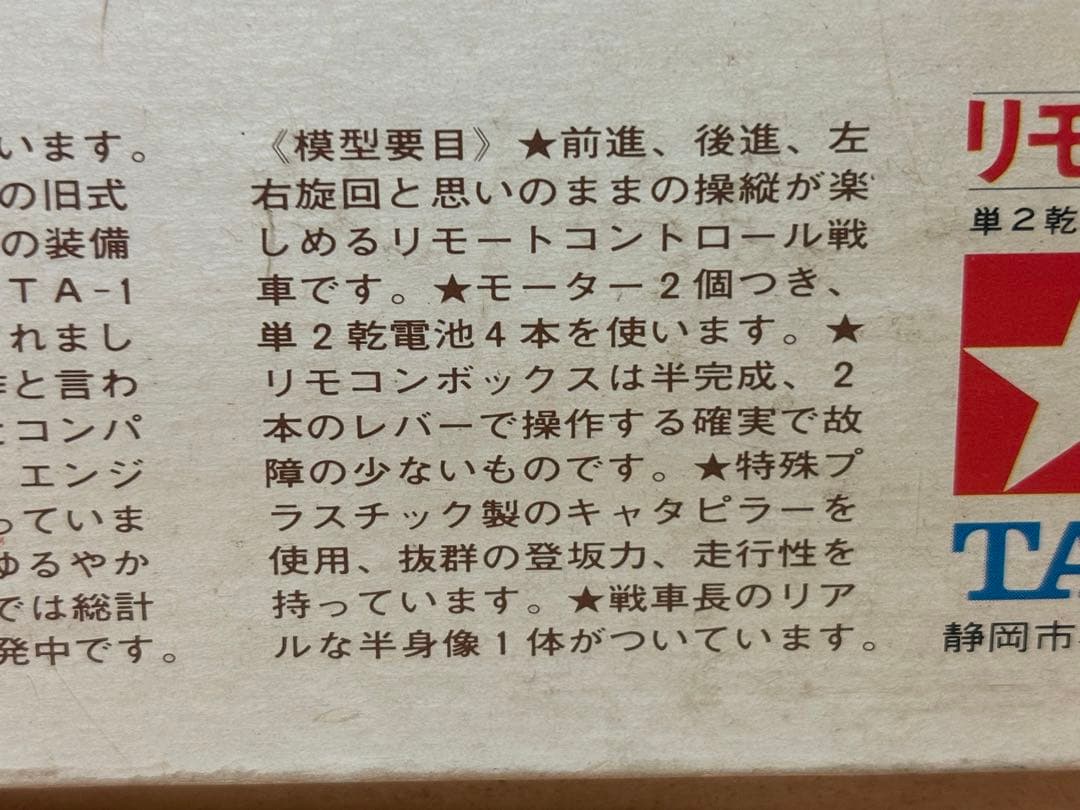 います。
の旧式
の装備
TA-1
れまし
と言わ
コンパ
エンジ
っていま
ゆるやか
では総計
発中です。
《模型要目》★前進、後進、左
右旋回と思いのままの操縦が楽
しめるリモートコントロール戦
車です。★モーター2個つき、
単2乾電池4本を使います。★
リモコンボックスは半完成、2
本のレバーで操作する確実で故
障の少ないものです。★特殊プ
ラスチック製のキャタピラーを
使用、抜群の登坂力、走行性を
持っています。★戦車長のリア
ルな半身像1体がついています。
リモ
単2乾
TA
静岡市